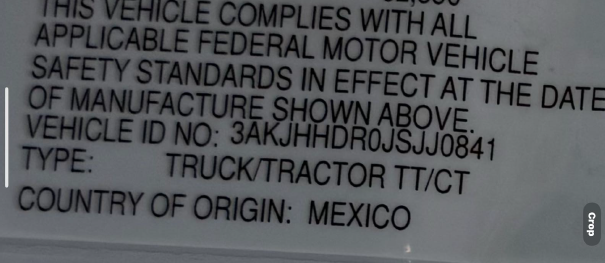 THIS VEHICLE COMPLIES WITH ALL
APPLICABLE FEDERAL MOTOR VEHICLE
SAFETY STANDARDS IN EFFECT AT THE DATE
OF MANUFACTURE SHOWN ABOVE.
VEHICLE ID NO: 3AKJHHDR0JSJJ0841
TYPE: TRUCK/TRACTOR TT/CT
COUNTRY OF ORIGIN: MEXICO
Crop